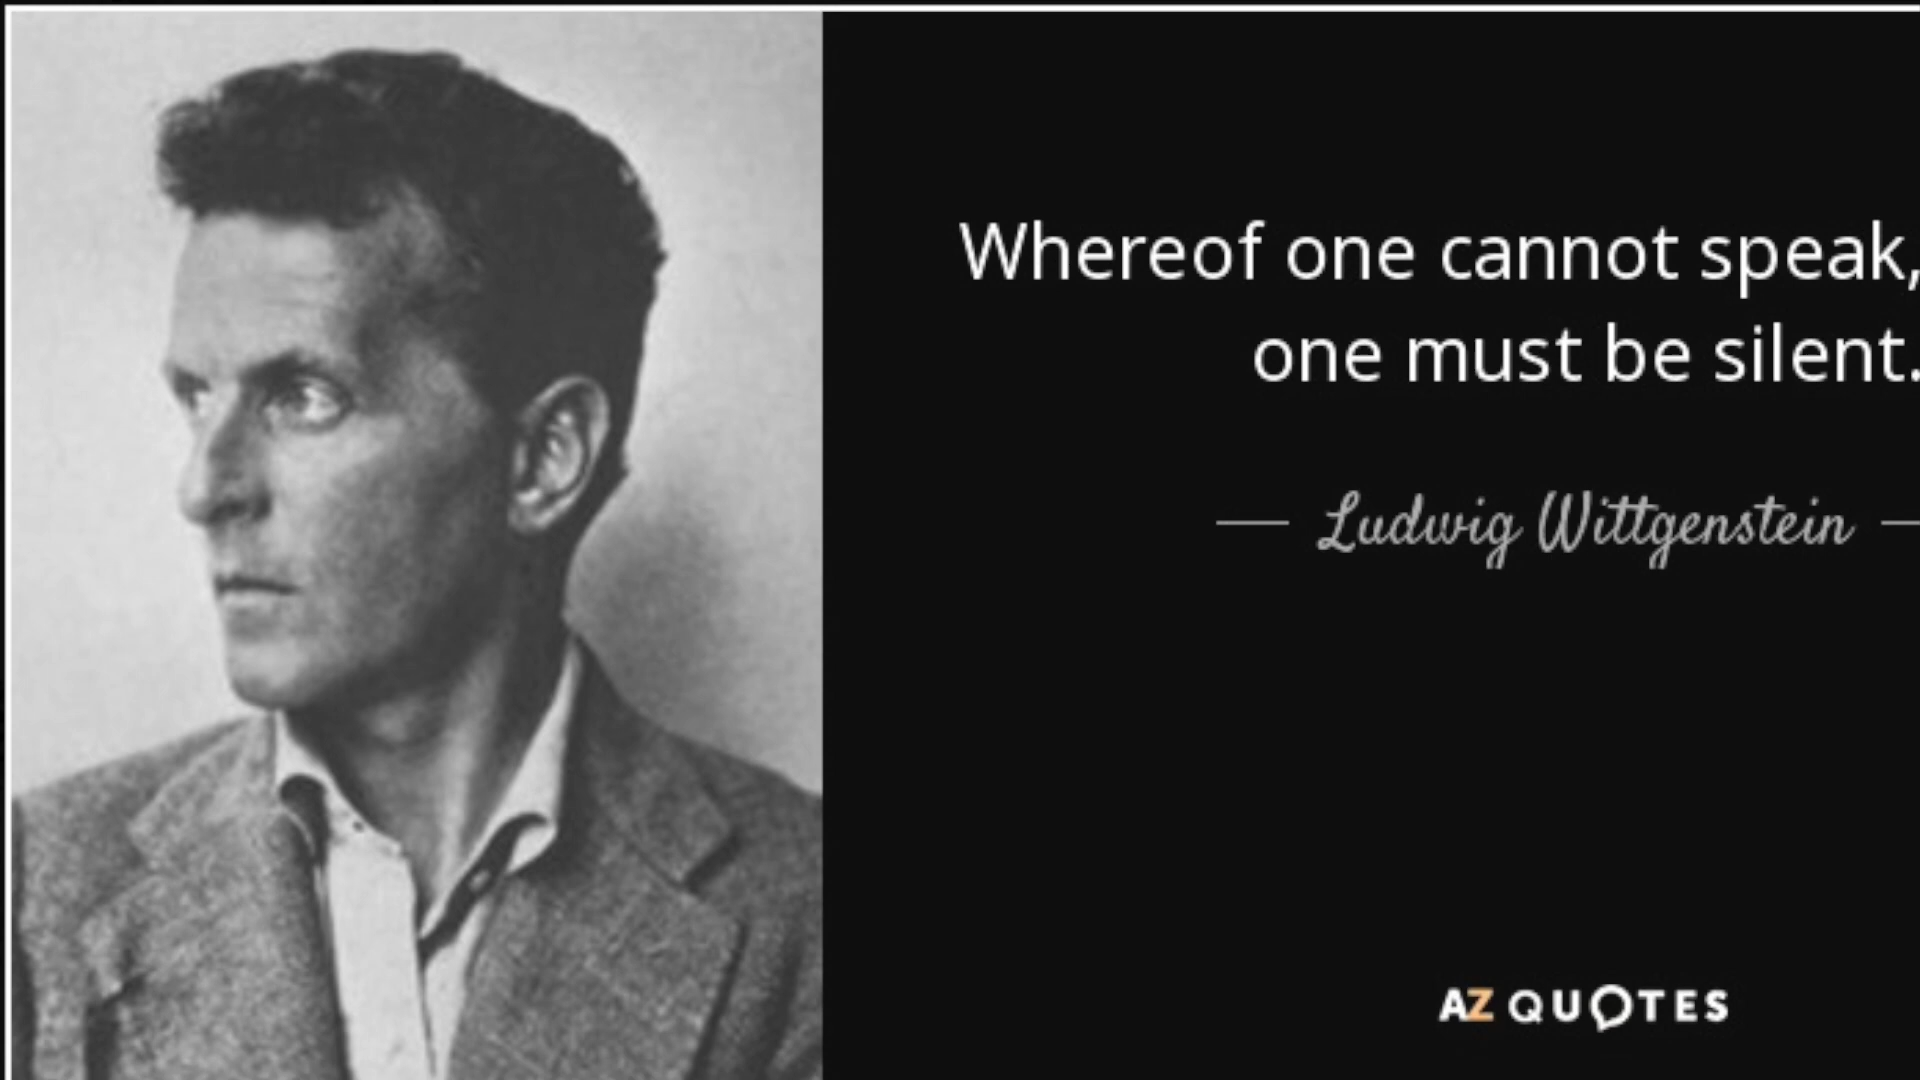 Whereof one cannot speak,
one must be silent.
— Ludwig Wittgenstein —
AZ QUOTES